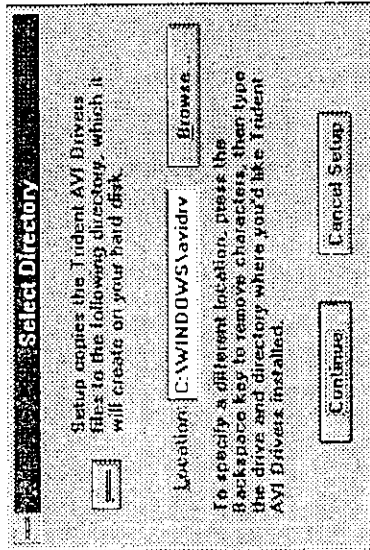 Select Directory
Setup copies the Trident AVI Drivers
files to the following directory, which it
will create on your hard disk.
Location: C:\WINDOWS\avidrv
Browse...
To specify a different location, press the
Backspace key to remove characters, then type
the drive and directory where you'd like Trident
AVI Drivers installed.
Continue
Cancel Setup